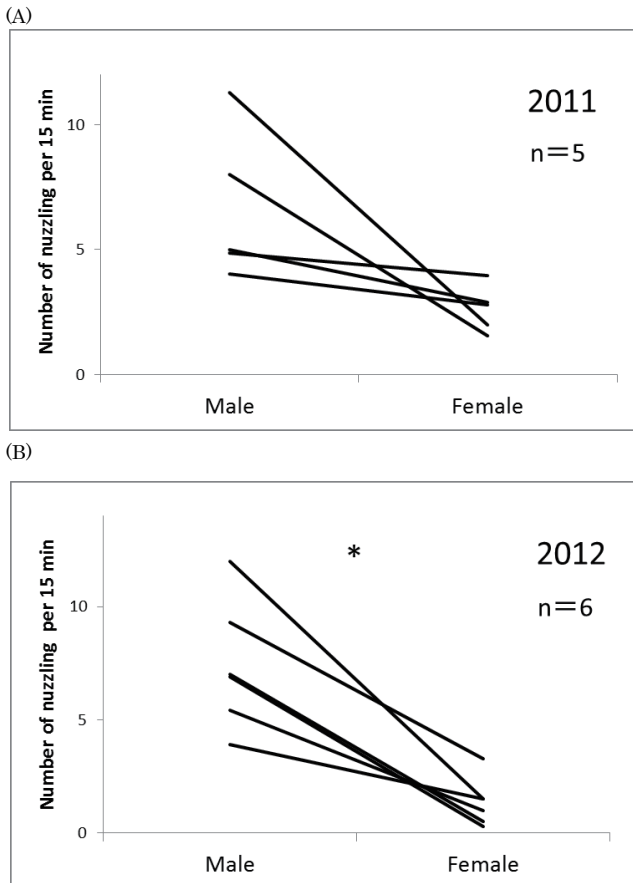 (A)
Number of nuzzling per 15 min
10
5
0
2011
n=5
Male Female
(B)
Number of nuzzling per 15 min
10
5
0
*
2012
n=6
Male Female